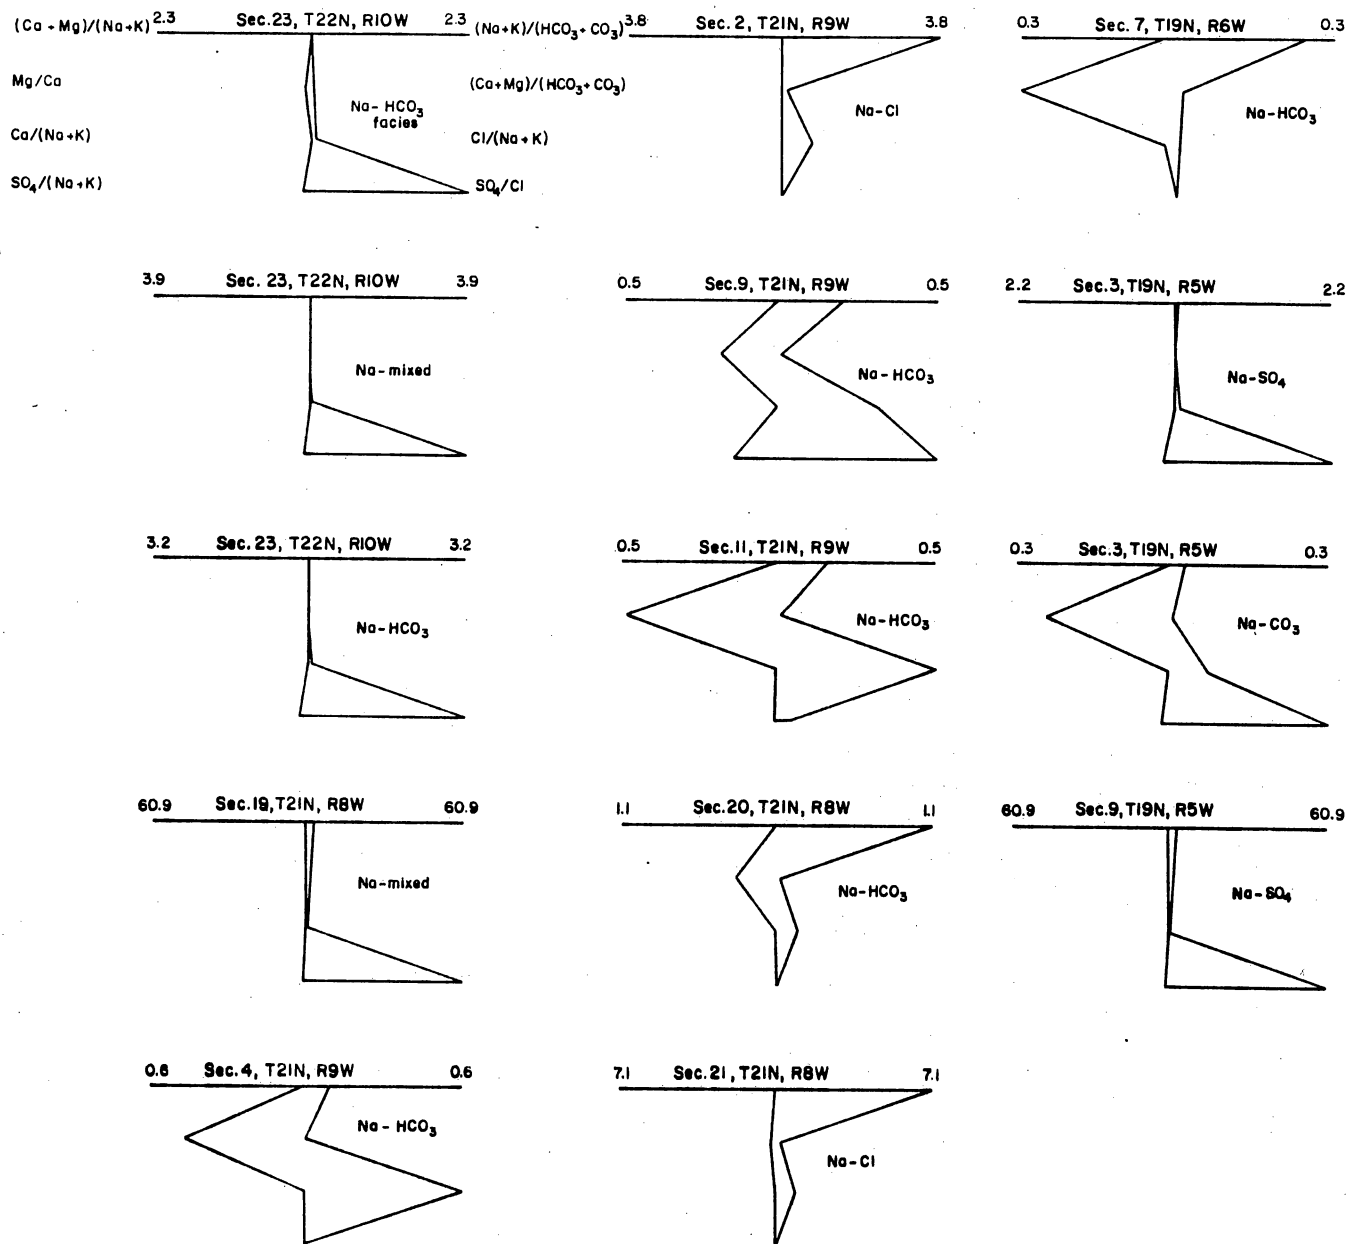 (Ca + Mg)/(Na+K) 2.3 Sec.23, T22N, R10W 2.3 (Na+K)/(HCO₃+ CO₃) 3.8 Sec.2, T21N, R9W 3.8 0.3 Sec. 7, T19N, R6W 0.3
Mg/Ca (Ca+Mg)/(HCO₃+ CO₃)
Na- HCO₃ Na-Cl Na-HCO₃
facies
Ca/(Na+K) Cl/(Na+K)
SO₄/(Na+K) SO₄/Cl
3.9 Sec. 23, T22N, R10W 3.9 0.5 Sec.9, T21N, R9W 0.5 2.2 Sec.3, T19N, R5W 2.2
Na-mixed Na-HCO₃ Na-SO₄
3.2 Sec. 23, T22N, R10W 3.2 0.5 Sec.11, T21N, R9W 0.5 0.3 Sec.3, T19N, R5W 0.3
Na-HCO₃ Na-HCO₃ Na-CO₃
60.9 Sec.19, T21N, R8W 60.9 1.1 Sec.20, T21N, R8W 1.1 60.9 Sec.9, T19N, R5W 60.9
Na-mixed Na-HCO₃ Na-SO₄
0.6 Sec. 4, T21N, R9W 0.6 7.1 Sec. 21, T21N, R8W 7.1
Na - HCO₃ Na-Cl